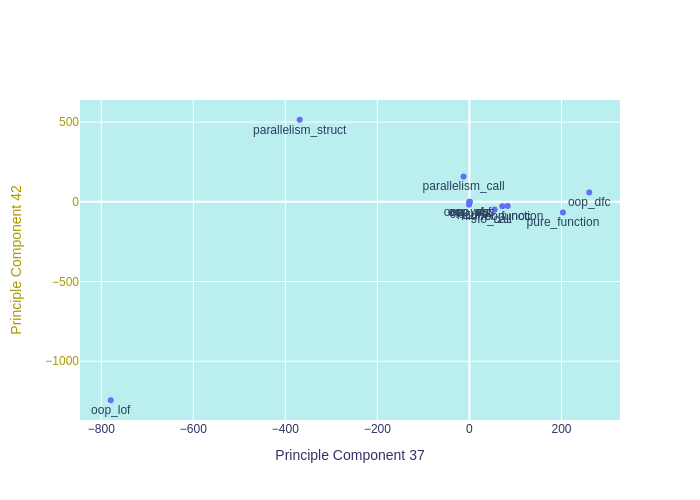 500
parallelism_struct
parallelism_call
0
oop_dfc
pure_function
−500
−1000
oop_lof
−800
−600
−400
−200
0
200
Principle Component 37
Principle Component 42